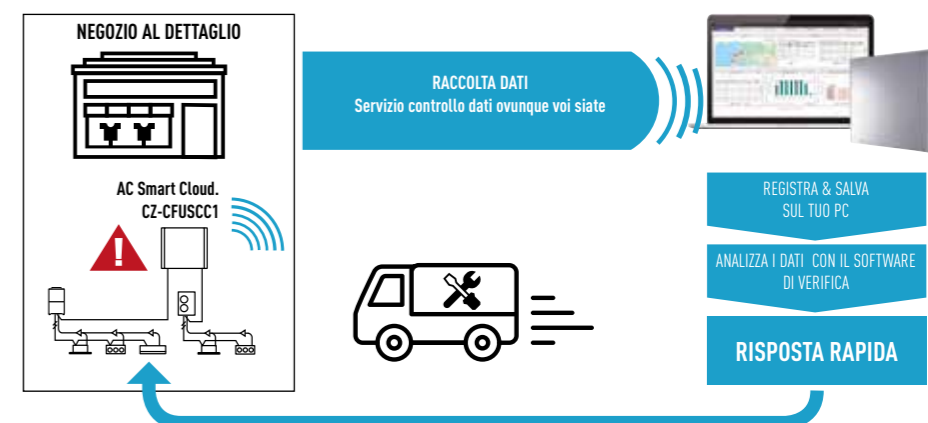 NEGOZIO AL DETTAGLIO
AC Smart Cloud.
CZ-CFUSCC1
RACCOLTA DATI
Servizio controllo dati ovunque voi siate
REGISTRA & SALVA
SUL TUO PC
ANALIZZA I DATI CON IL SOFTWARE
DI VERIFICA
RISPOSTA RAPIDA